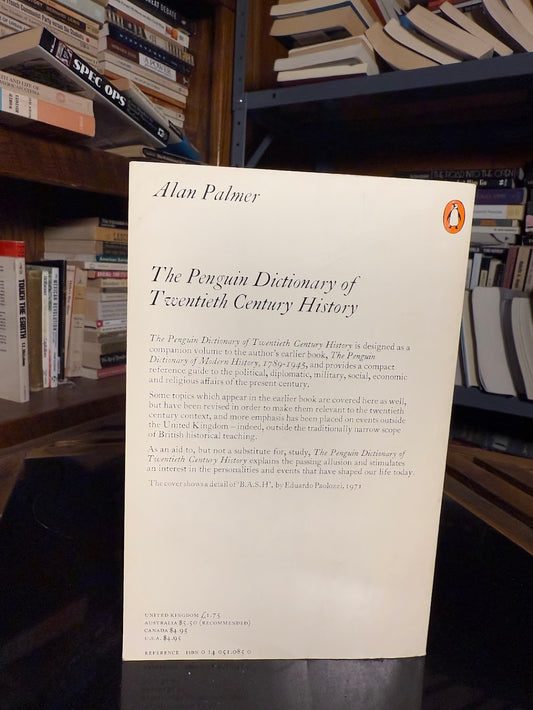 SPEC OPS
TOUCH THE EARTH
Alan Palmer
The Penguin Dictionary of
Twentieth Century History
The Penguin Dictionary of Twentieth Century History is designed as a
companion volume to the author's earlier book, The Penguin
Dictionary of Modern History, 1789-1945, and provides a compact
reference guide to the political, diplomatic, military, social, economic
and religious affairs of the present century.
Some topics which appear in the earlier book are covered here as well,
but have been revised in order to make them relevant to the twentieth
century context, and more emphasis has been placed on events outside
the United Kingdom – indeed, outside the traditionally narrow scope
of British historical teaching.
As an aid to, but not a substitute for, study, The Penguin Dictionary of
Twentieth Century History explains the passing allusion and stimulates
an interest in the personalities and events that have shaped our life today.
The cover shows a detail of 'B.A.S.H', by Eduardo Paolozzi, 1971
UNITED KINGDOM £1.75
AUSTRALIA $5.50 (RECOMMENDED)
CANADA $4.95
U.S.A. $4.95
REFERENCE ISBN 0 14 051.085 0